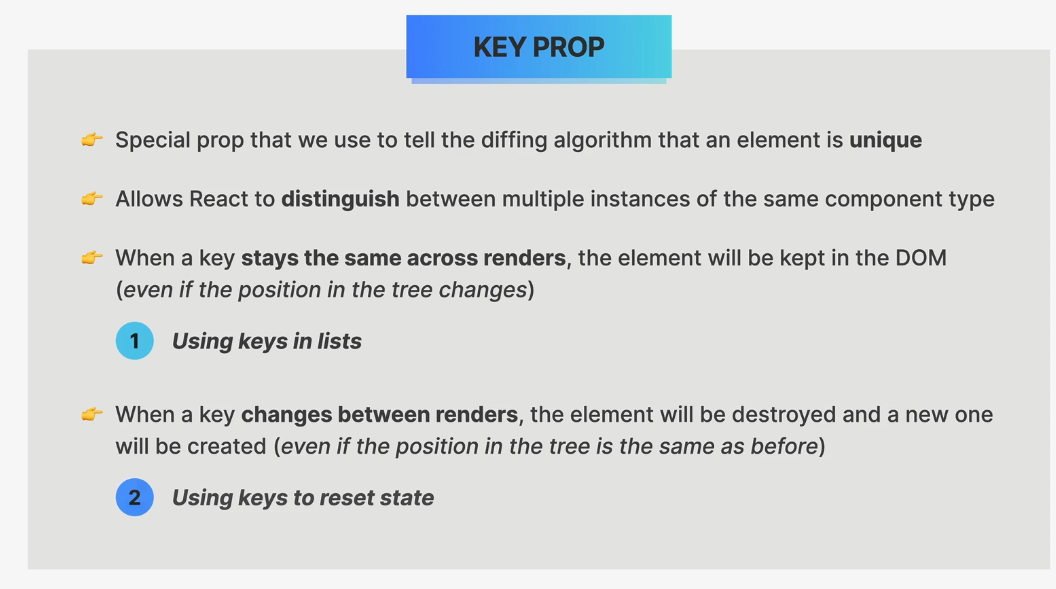 KEY PROP
👉 Special prop that we use to tell the diffing algorithm that an element is unique
👉 Allows React to distinguish between multiple instances of the same component type
👉 When a key stays the same across renders, the element will be kept in the DOM
(even if the position in the tree changes)
1 Using keys in lists
👉 When a key changes between renders, the element will be destroyed and a new one
will be created (even if the position in the tree is the same as before)
2 Using keys to reset state